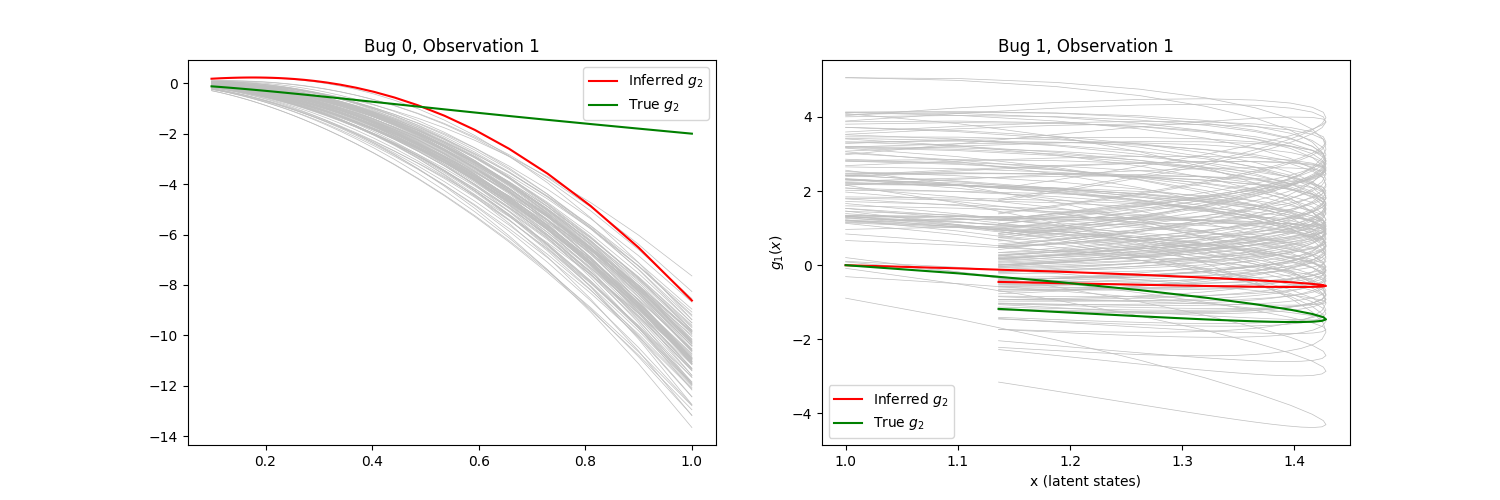 Bug 0, Observation 1
Inferred g₂
True g₂
0
−2
−4
−6
−8
−10
−12
−14
0.2 0.4 0.6 0.8 1.0
Bug 1, Observation 1
g₁(x)
4
2
0
−2
−4
Inferred g₂
True g₂
1.0 1.1 1.2 1.3 1.4
x (latent states)